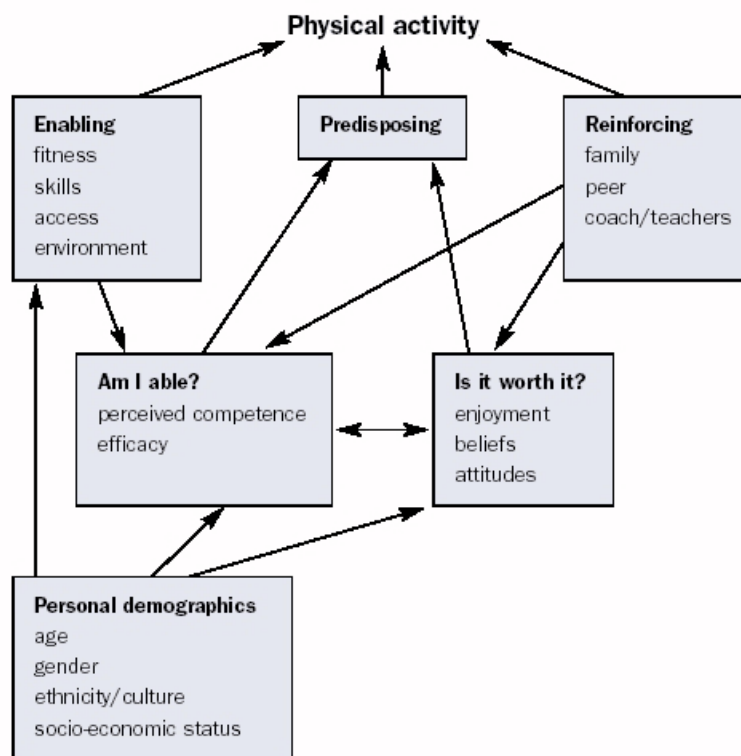 Physical activity
Enabling
fitness
skills
access
environment
Predisposing
Reinforcing
family
peer
coach/teachers
Am I able?
perceived competence
efficacy
Is it worth it?
enjoyment
beliefs
attitudes
Personal demographics
age
gender
ethnicity/culture
socio-economic status